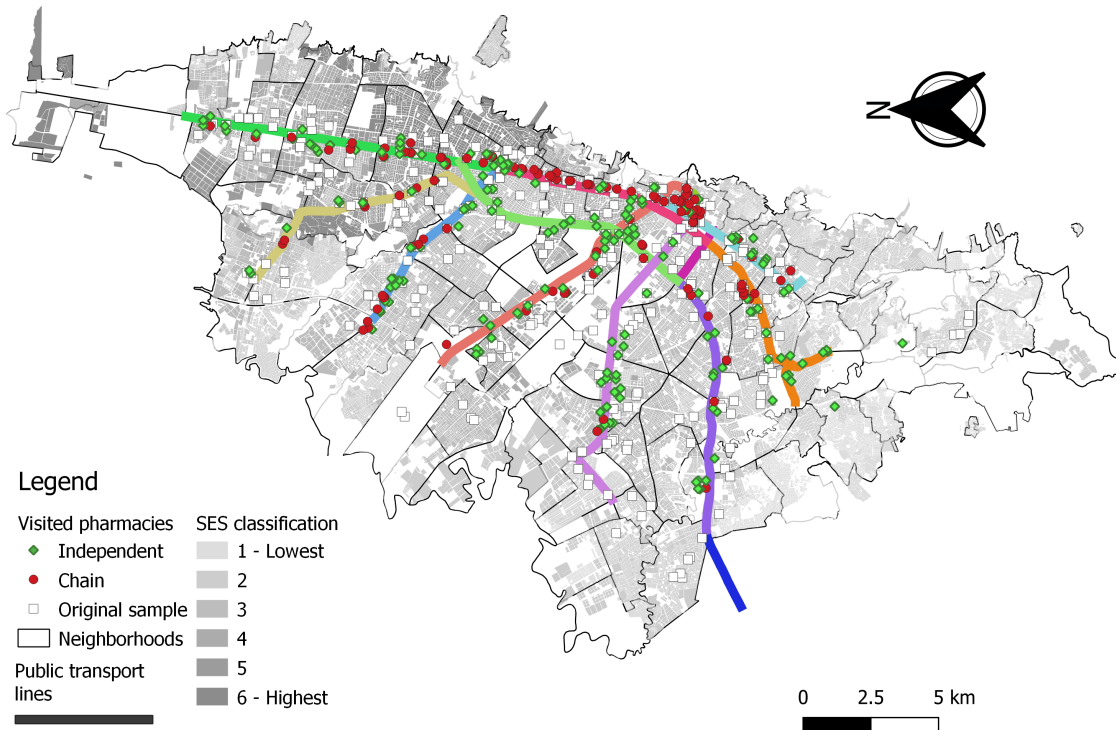 N
Legend
Visited pharmacies
Independent
Chain
Original sample
Neighborhoods
Public transport
lines
SES classification
1 - Lowest
2
3
4
5
6 - Highest
0 2.5 5 km